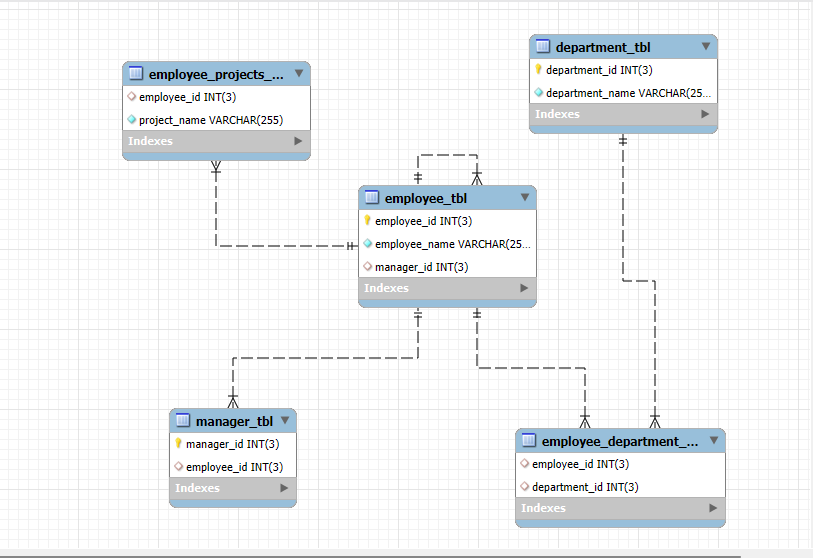 department_tbl
department_id INT(3)
department_name VARCHAR(25...
Indexes
employee_projects_...
employee_id INT(3)
project_name VARCHAR(255)
Indexes
employee_tbl
employee_id INT(3)
employee_name VARCHAR(25...
manager_id INT(3)
Indexes
manager_tbl
manager_id INT(3)
employee_id INT(3)
Indexes
employee_department_...
employee_id INT(3)
department_id INT(3)
Indexes